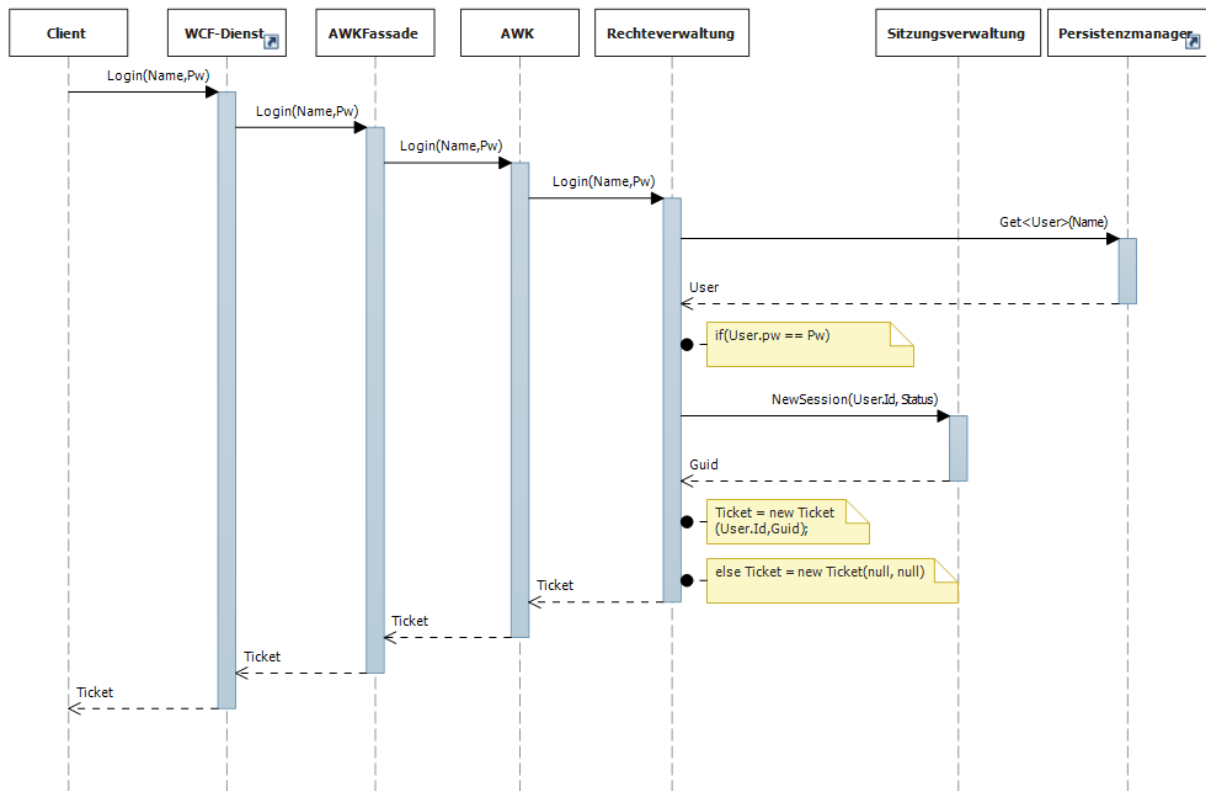 Client
WCF-Dienst
AWKFassade
AWK
Rechteverwaltung
Sitzungsverwaltung
Persistenzmanager
Login(Name,Pw)
Login(Name,Pw)
Login(Name,Pw)
Login(Name,Pw)
Get<User>(Name)
User
if(User.pw == Pw)
NewSession(User.Id, Status)
Guid
Ticket = new Ticket
(User.Id,Guid);
else Ticket = new Ticket(null, null)
Ticket
Ticket
Ticket
Ticket